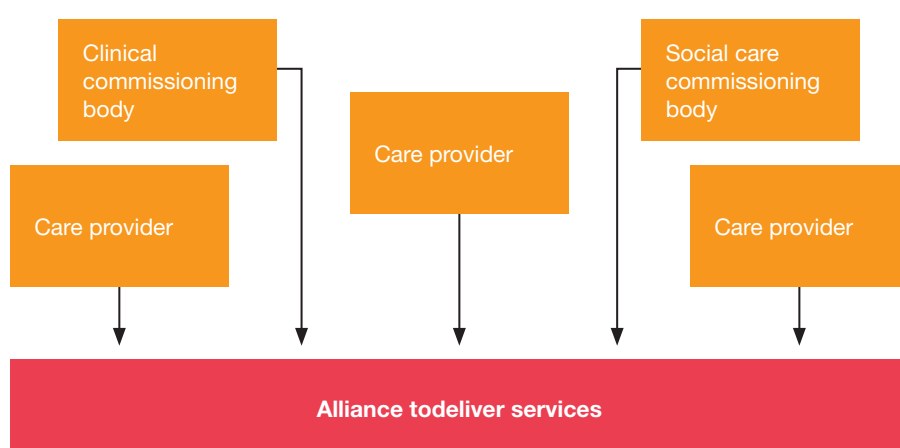 Clinical
commissioning
body
Social care
commissioning
body
Care provider
Care provider
Care provider
Alliance todeliver services